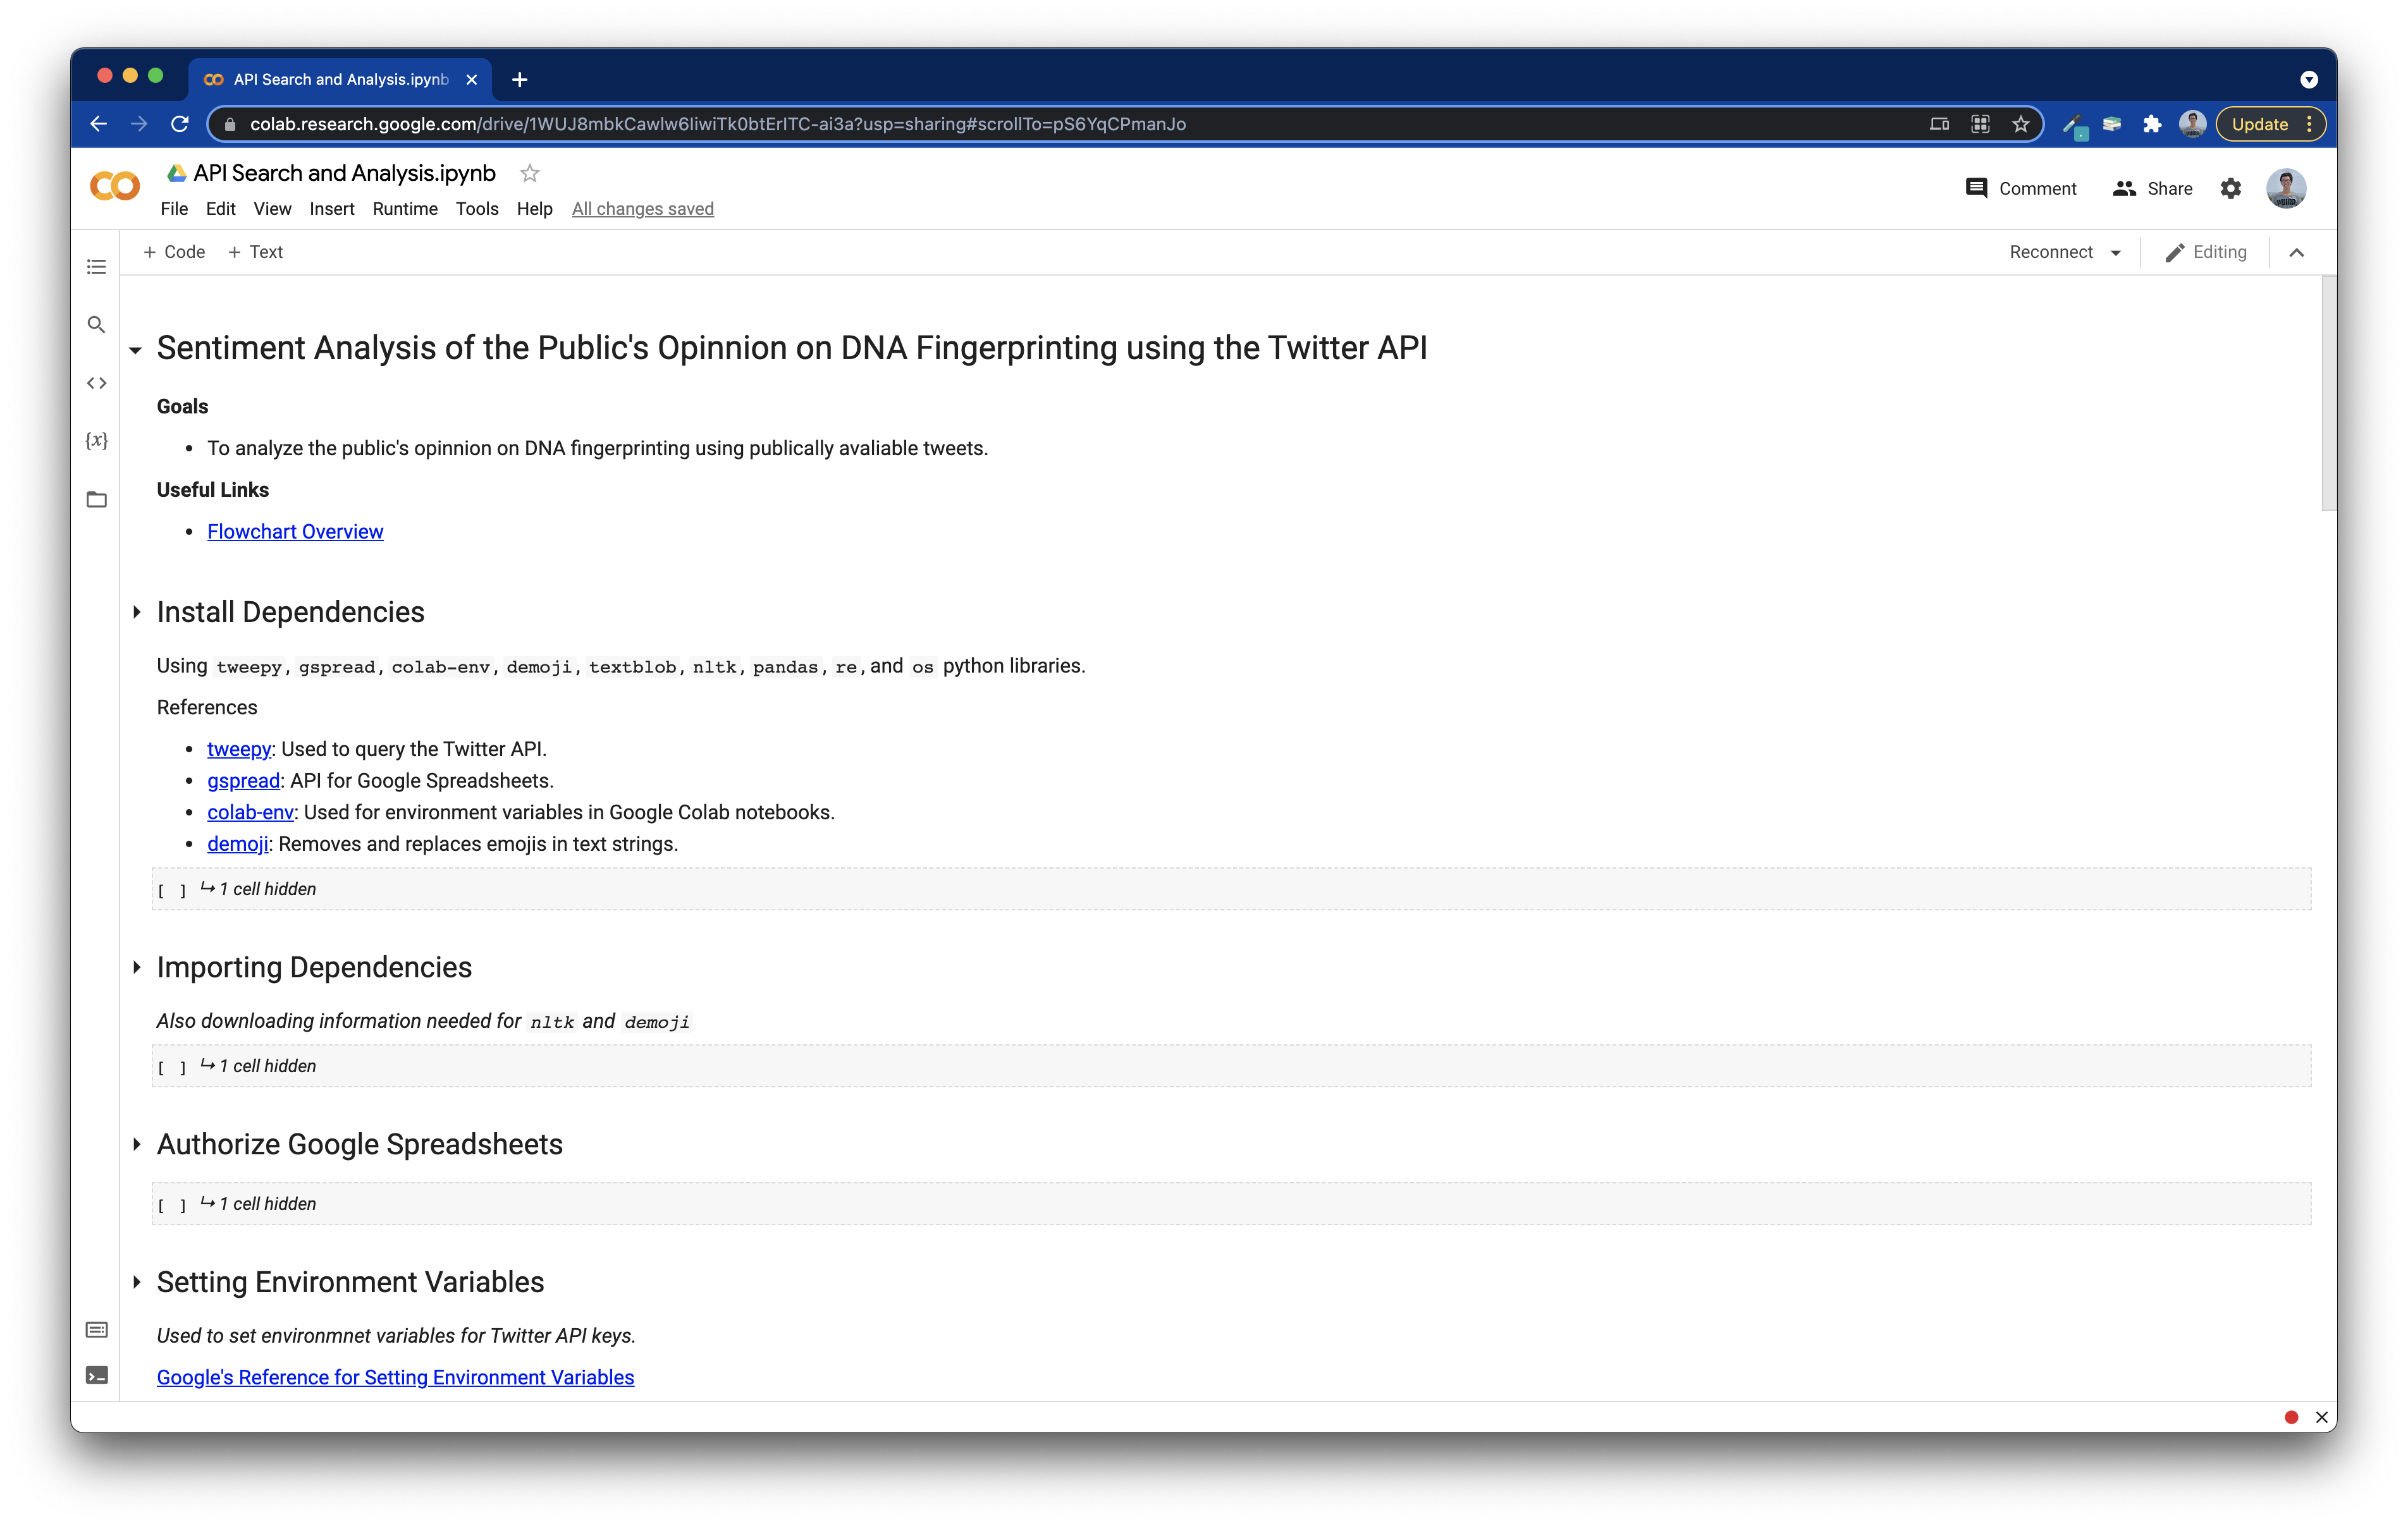 API Search and Analysis.ipynb
colab.research.google.com/drive/1WUJ8mbkCawlw6IiwiTk0btErITC-ai3a?usp=sharing#scrollTo=pS6YqCPmanJo
Update
API Search and Analysis.ipynb
Comment Share
File Edit View Insert Runtime Tools Help All changes saved
+ Code + Text
Reconnect Editing
Sentiment Analysis of the Public's Opinnion on DNA Fingerprinting using the Twitter API
Goals
• To analyze the public's opinnion on DNA fingerprinting using publically avaliable tweets.
Useful Links
• Flowchart Overview
Install Dependencies
Using tweepy, gspread, colab-env, demoji, textblob, nltk, pandas, re, and os python libraries.
References
• tweepy: Used to query the Twitter API.
• gspread: API for Google Spreadsheets.
• colab-env: Used for environment variables in Google Colab notebooks.
• demoji: Removes and replaces emojis in text strings.
[ ] ↳ 1 cell hidden
Importing Dependencies
Also downloading information needed for nltk and demoji
[ ] ↳ 1 cell hidden
Authorize Google Spreadsheets
[ ] ↳ 1 cell hidden
Setting Environment Variables
Used to set environmnet variables for Twitter API keys.
Google's Reference for Setting Environment Variables